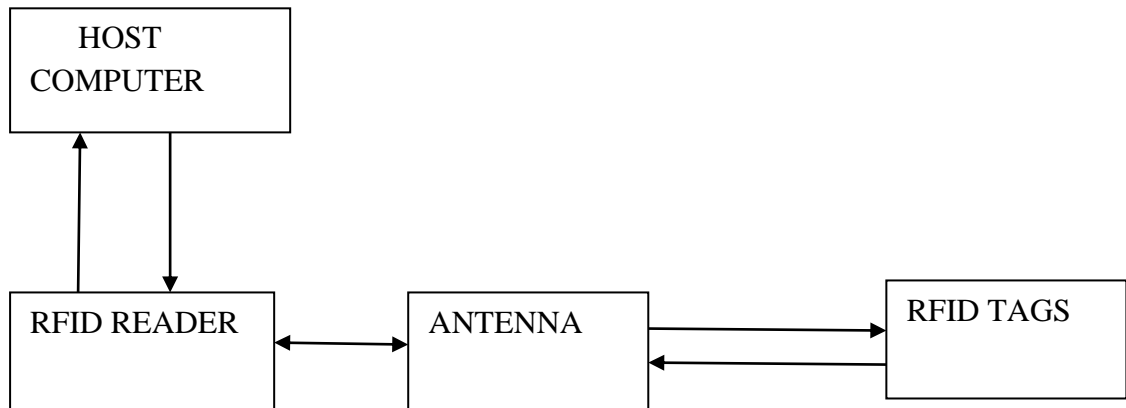 HOST
COMPUTER
RFID READER
ANTENNA
RFID TAGS